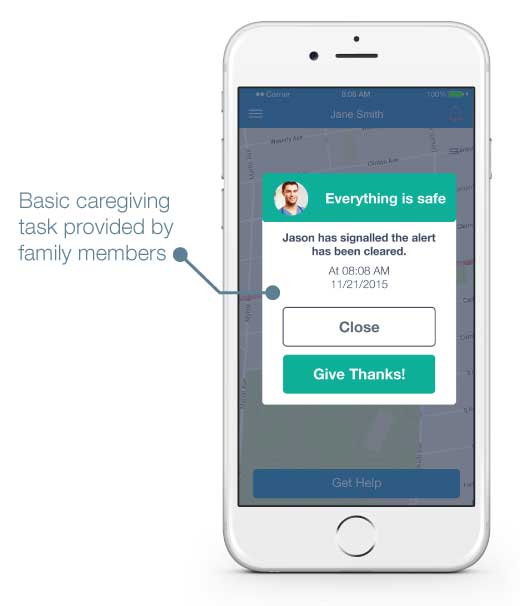 Carrier 8:08 AM 100%
Jane Smith
Clinton Ave
Everything is safe
Basic caregiving
task provided by
family members
Jason has signalled the alert
has been cleared.
At 08:08 AM
11/21/2015
Close
Give Thanks!
Get Help